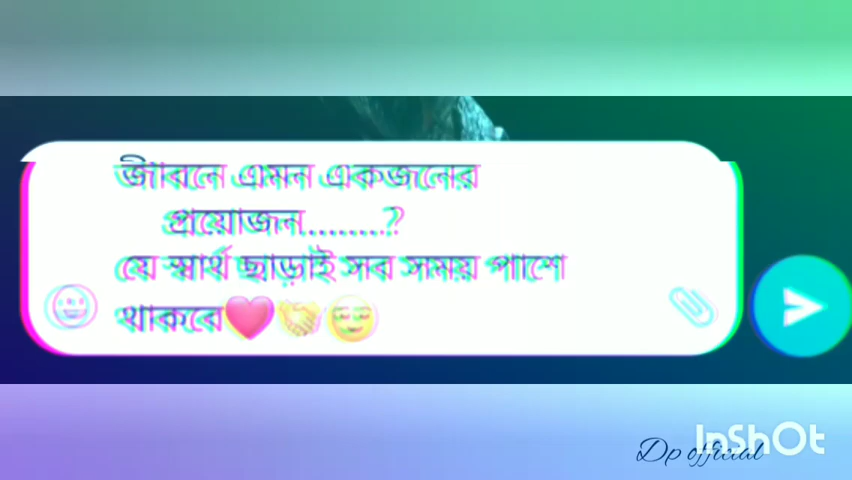 জীবনে এমন একজনের
প্রয়োজন........?
যে স্বার্থ ছাড়াই সব সময় পাশে
থাকবে❤️🤝😌
InShOt
Dp official